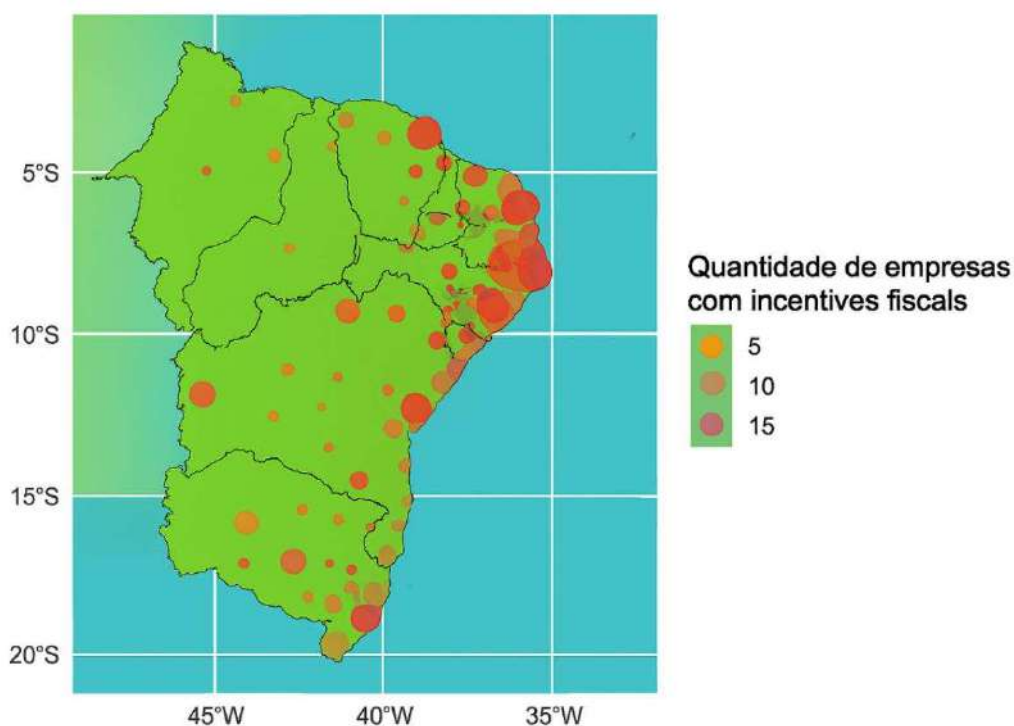 5°S
10°S
15°S
20°S
45°W
40°W
35°W
Quantidade de empresas
com incentives fiscals
5
10
15